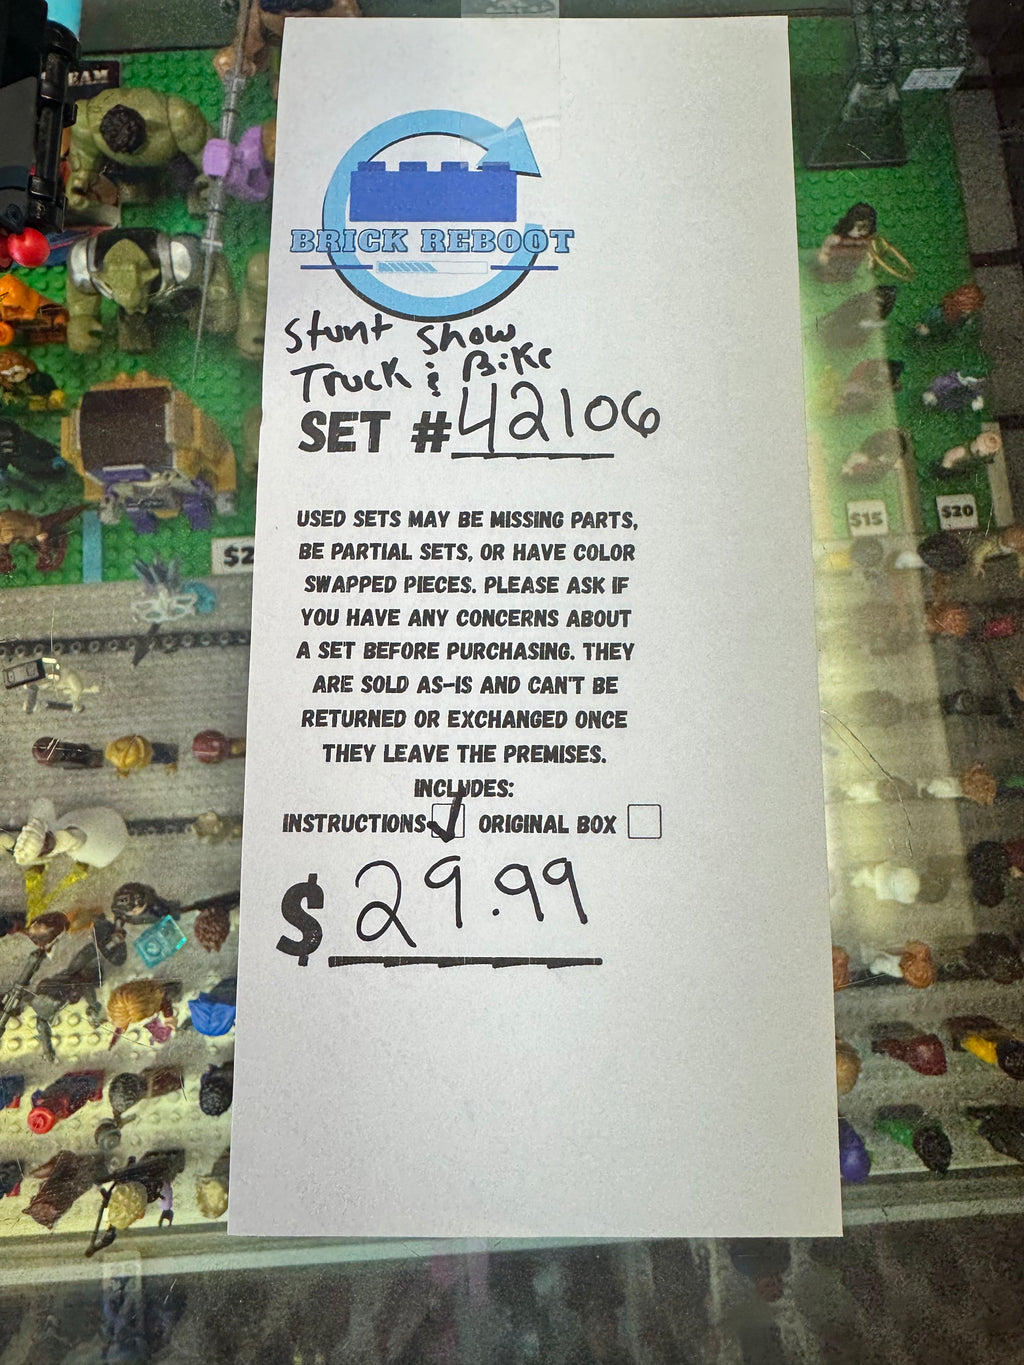 BRICK REBOOT
Stunt Show
Truck & Bike
SET #42106
USED SETS MAY BE MISSING PARTS,
BE PARTIAL SETS, OR HAVE COLOR
SWAPPED PIECES. PLEASE ASK IF
YOU HAVE ANY CONCERNS ABOUT
A SET BEFORE PURCHASING. THEY
ARE SOLD AS-IS AND CAN'T BE
RETURNED OR EXCHANGED ONCE
THEY LEAVE THE PREMISES.
INCLUDES:
INSTRUCTIONS ORIGINAL BOX
$29.99
$15
$20